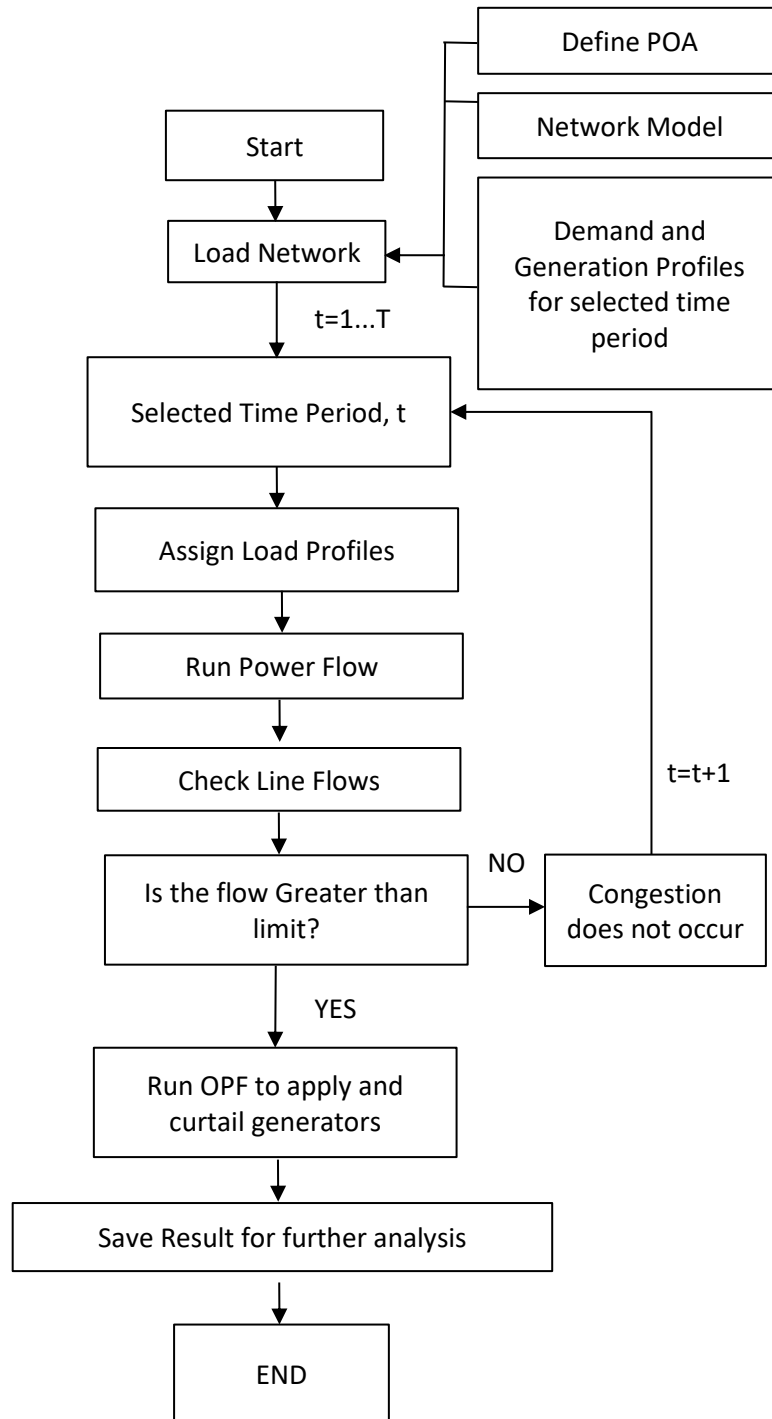 Define POA
Network Model
Start
Demand and
Generation Profiles
for selected time
period
Load Network
t=1...T
Selected Time Period, t
Assign Load Profiles
Run Power Flow
Check Line Flows
t=t+1
Is the flow Greater than
limit?
NO
Congestion
does not occur
YES
Run OPF to apply and
curtail generators
Save Result for further analysis
END